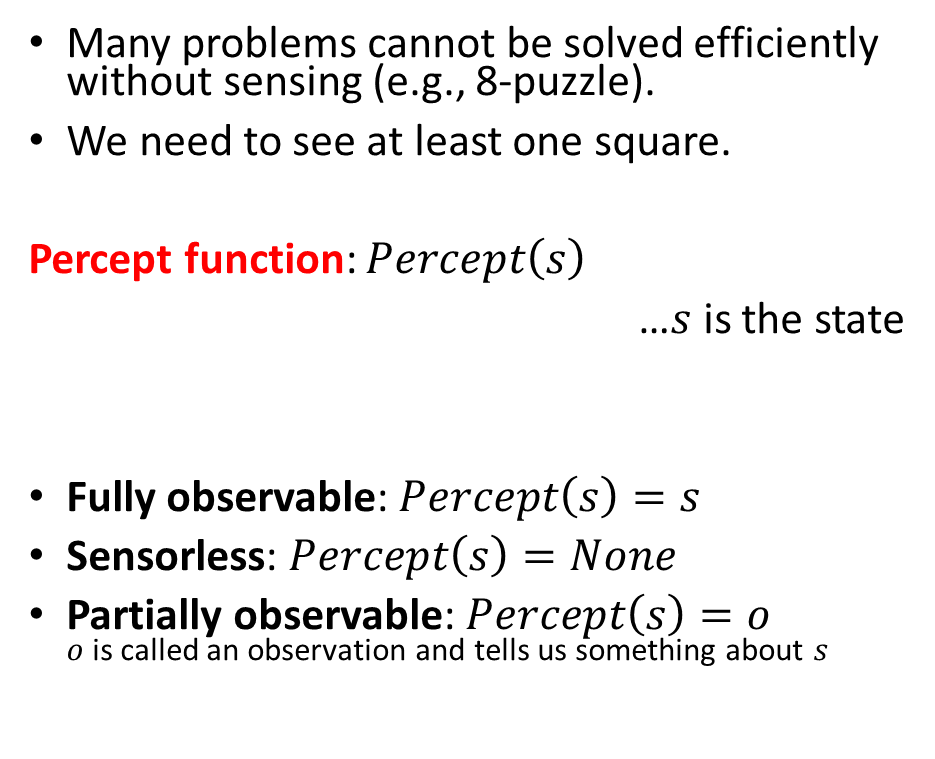 • Many problems cannot be solved efficiently
without sensing (e.g., 8-puzzle).
• We need to see at least one square.
Percept function: Percept(s)
…s is the state
• Fully observable: Percept(s) = s
• Sensorless: Percept(s) = None
• Partially observable: Percept(s) = o
o is called an observation and tells us something about s